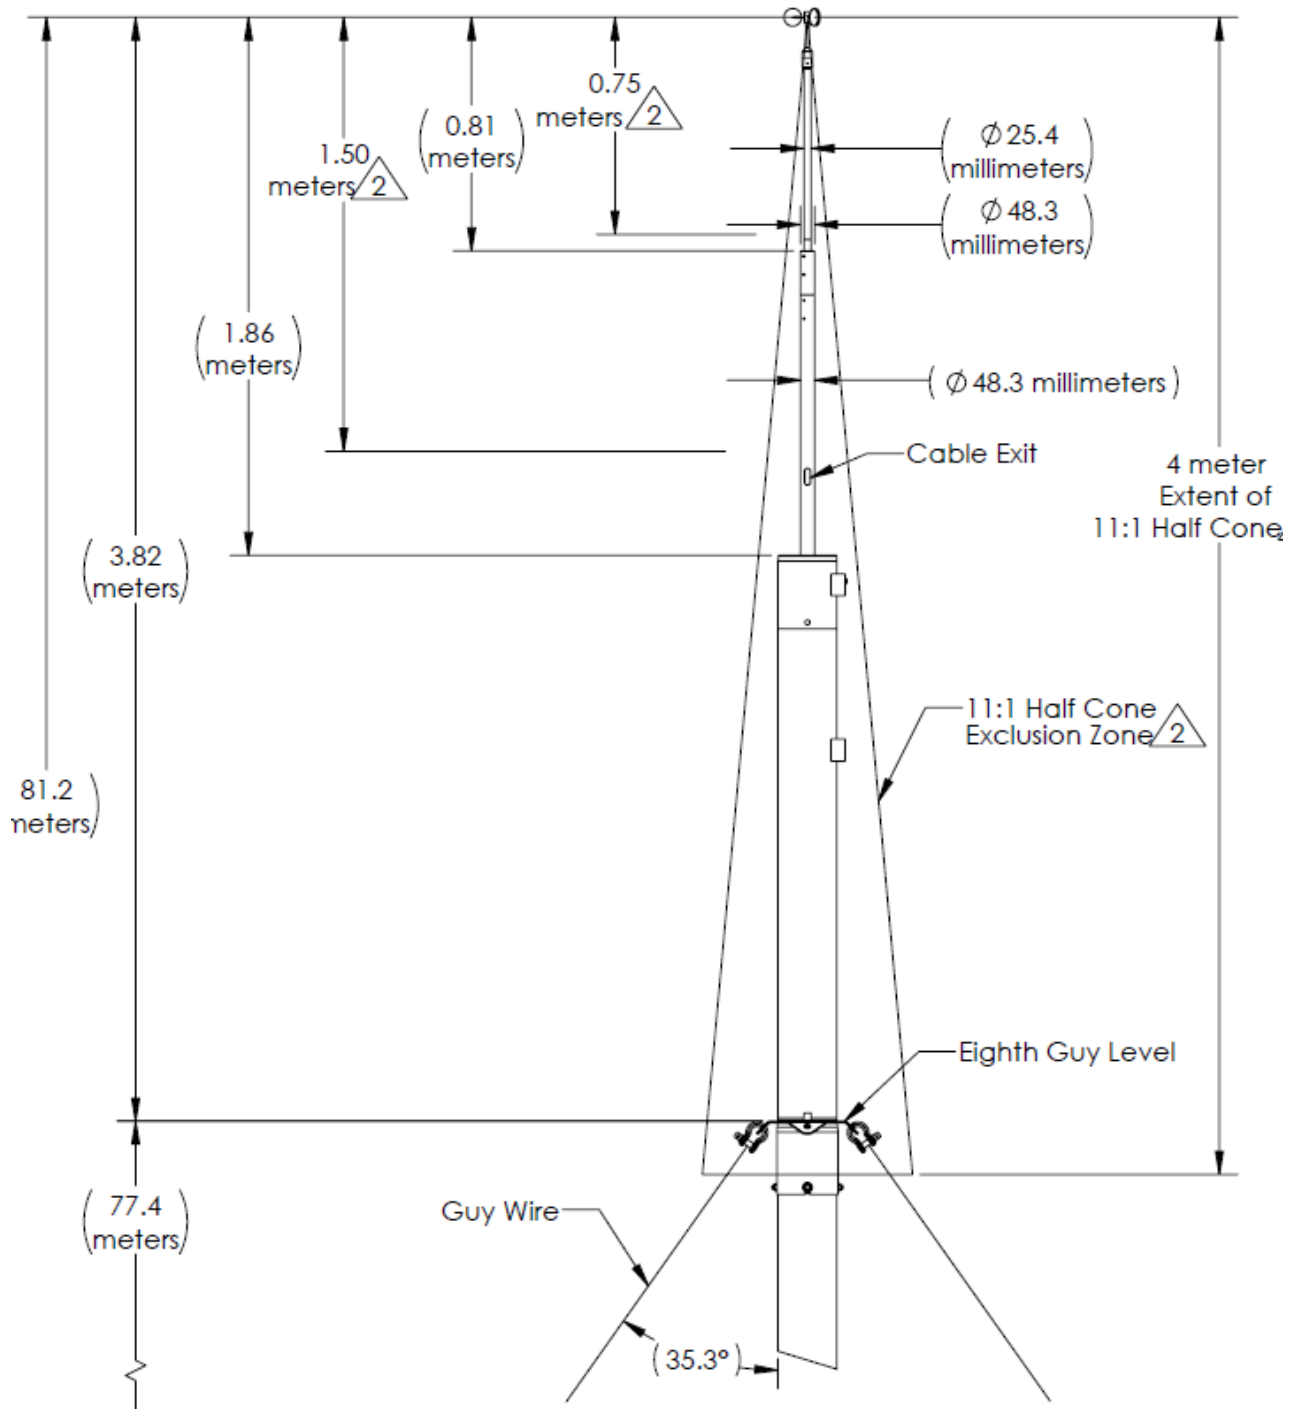 0.75
meters 2
(0.81
meters)
1.50
meters 2
(Ø 25.4
millimeters)
(Ø 48.3
millimeters)
(1.86
meters)
(Ø 48.3 millimeters)
Cable Exit
4 meter
Extent of
11:1 Half Cone
(3.82
meters)
11:1 Half Cone
Exclusion Zone 2
81.2
meters)
Eighth Guy Level
(77.4
meters)
Guy Wire
(35.3°)